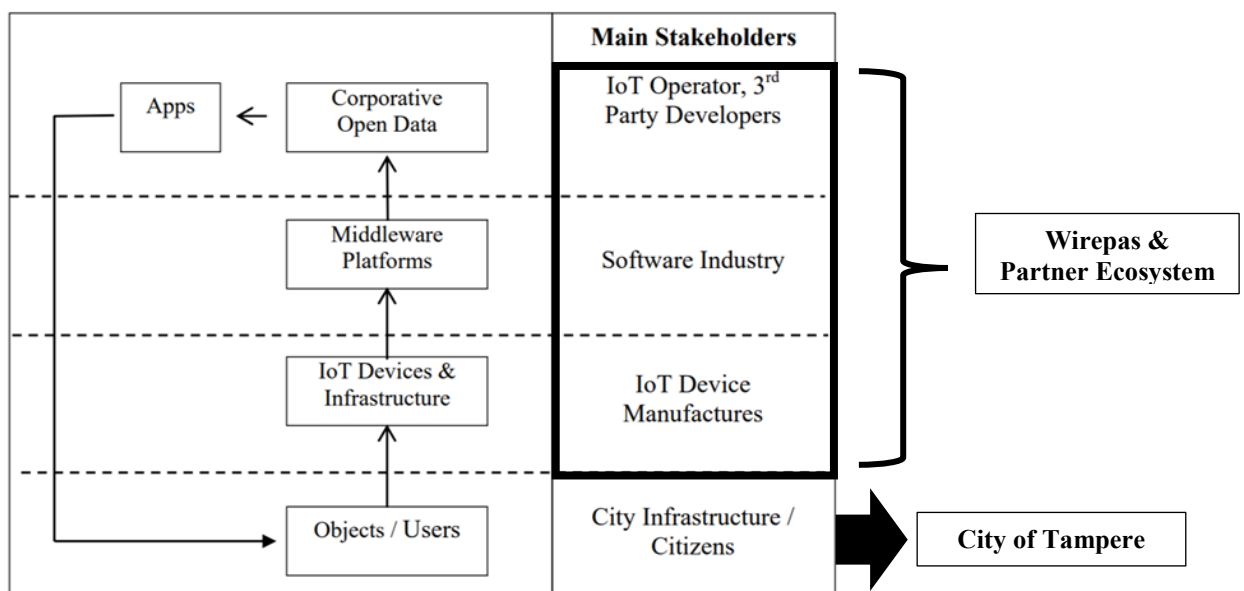 Main Stakeholders
Apps
Corporative
Open Data
IoT Operator, 3rd
Party Developers
Middleware
Platforms
Software Industry
Wirepas &
Partner Ecosystem
IoT Devices &
Infrastructure
IoT Device
Manufactures
Objects / Users
City Infrastructure /
Citizens
City of Tampere